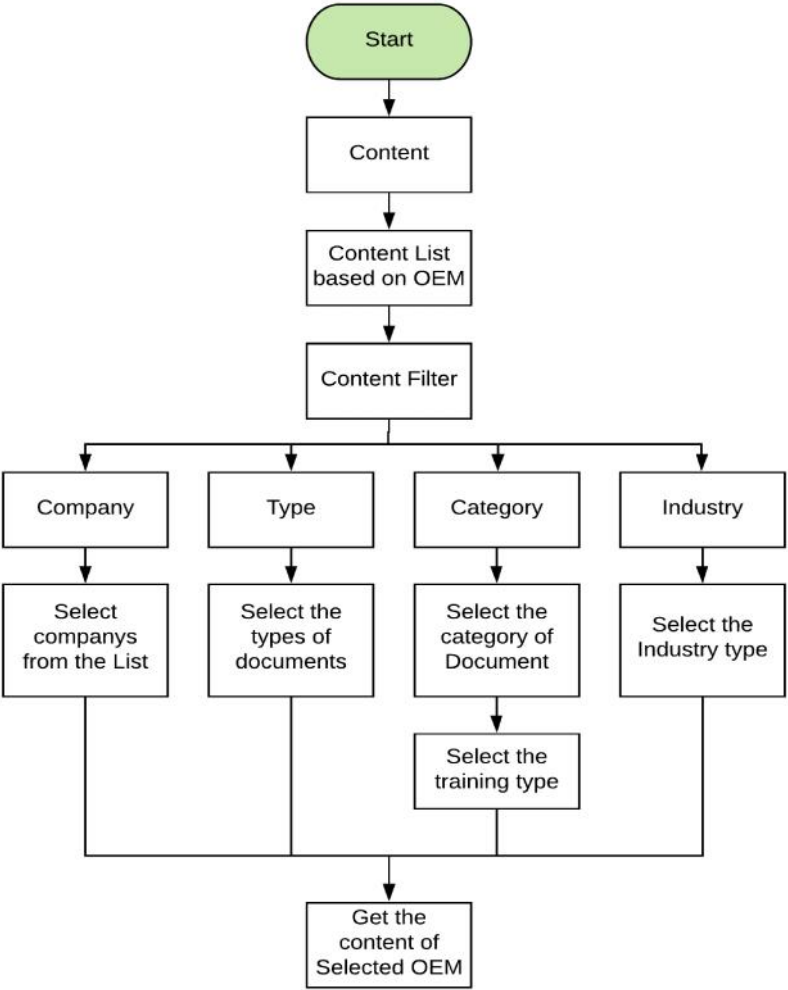 Start
Content
Content List
based on OEM
Content Filter
Company
Type
Category
Industry
Select
companys
from the List
Select the
types of
documents
Select the
category of
Document
Select the
Industry type
Select the
training type
Get the
content of
Selected OEM